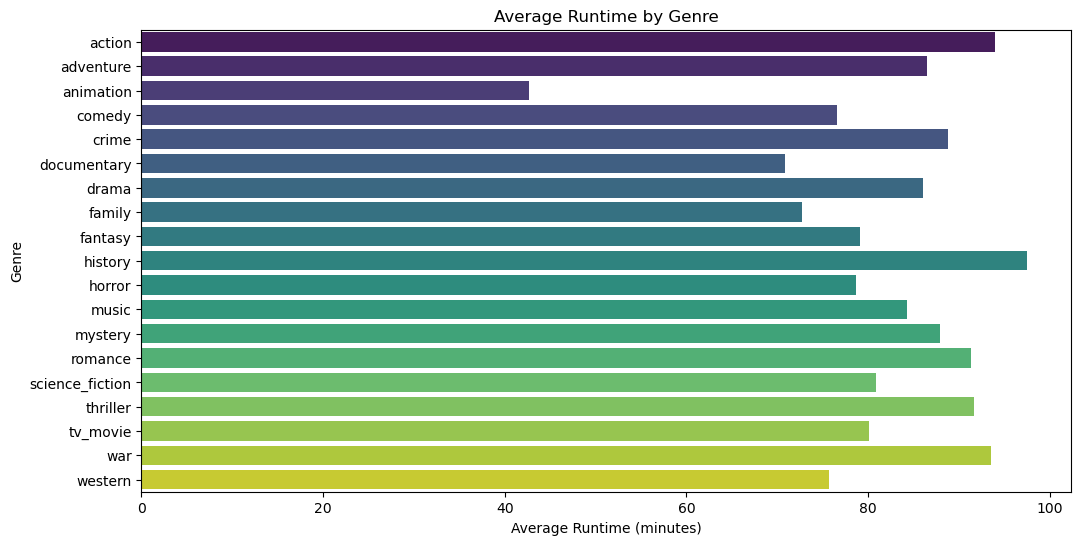 Average Runtime by Genre
Genre
action
adventure
animation
comedy
crime
documentary
drama
family
fantasy
history
horror
music
mystery
romance
science_fiction
thriller
tv_movie
war
western
0 20 40 60 80 100
Average Runtime (minutes)